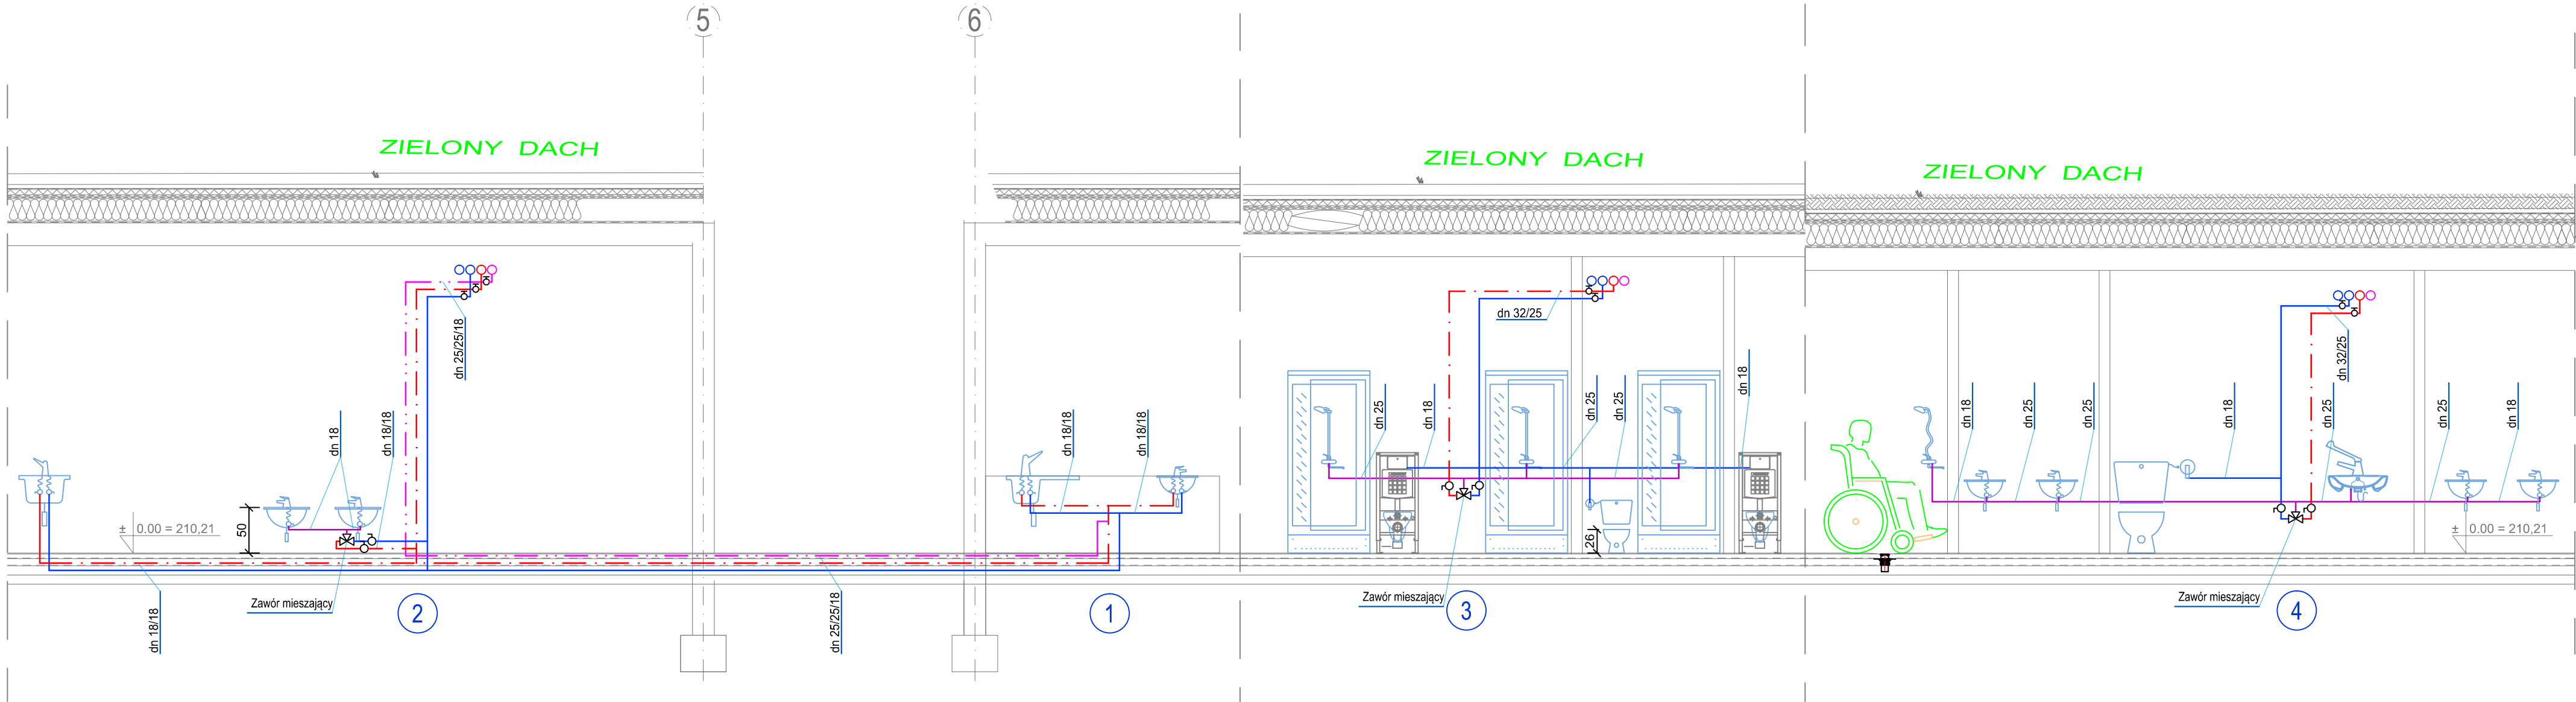 5
6
ZIELONY DACH
ZIELONY DACH
ZIELONY DACH
dn 25/25/18
dn 32/25
dn 32/25
dn 18
dn 18/18
dn 18/18
dn 18/18
dn 25
dn 18
dn 25
dn 25
dn 18
dn 18
dn 25
dn 25
dn 18
dn 25
dn 25
dn 18
± 0.00 = 210,21
50
26
± 0.00 = 210,21
dn 18/18
Zawór mieszający
2
dn 25/25/18
1
Zawór mieszający
3
Zawór mieszający
4